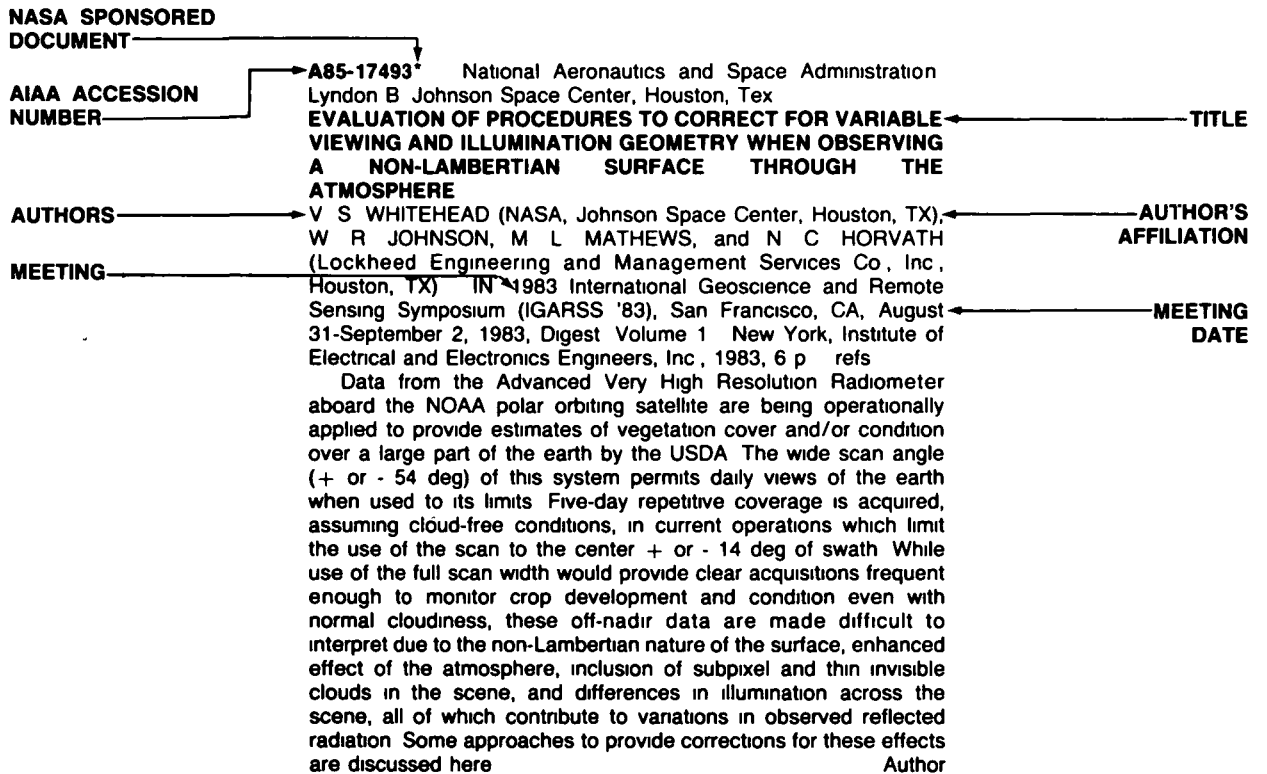 NASA SPONSORED
DOCUMENT
AIAA ACCESSION
NUMBER
A85-17493* National Aeronautics and Space Administration
Lyndon B Johnson Space Center, Houston, Tex
EVALUATION OF PROCEDURES TO CORRECT FOR VARIABLE
VIEWING AND ILLUMINATION GEOMETRY WHEN OBSERVING
A NON-LAMBERTIAN SURFACE THROUGH THE
ATMOSPHERE
TITLE
AUTHORS
V S WHITEHEAD (NASA, Johnson Space Center, Houston, TX),
W R JOHNSON, M L MATHEWS, and N C HORVATH
(Lockheed Engineering and Management Services Co, Inc,
Houston, TX) IN 1983 International Geoscience and Remote
Sensing Symposium (IGARSS '83), San Francisco, CA, August
31-September 2, 1983, Digest Volume 1 New York, Institute of
Electrical and Electronics Engineers, Inc, 1983, 6 p refs
AUTHOR'S
AFFILIATION
MEETING
MEETING
DATE
Data from the Advanced Very High Resolution Radiometer
aboard the NOAA polar orbiting satellite are being operationally
applied to provide estimates of vegetation cover and/or condition
over a large part of the earth by the USDA The wide scan angle
(+ or - 54 deg) of this system permits daily views of the earth
when used to its limits Five-day repetitive coverage is acquired,
assuming cloud-free conditions, in current operations which limit
the use of the scan to the center + or - 14 deg of swath While
use of the full scan width would provide clear acquisitions frequent
enough to monitor crop development and condition even with
normal cloudiness, these off-nadir data are made difficult to
interpret due to the non-Lambertian nature of the surface, enhanced
effect of the atmosphere, inclusion of subpixel and thin invisible
clouds in the scene, and differences in illumination across the
scene, all of which contribute to variations in observed reflected
radiation Some approaches to provide corrections for these effects
are discussed here Author